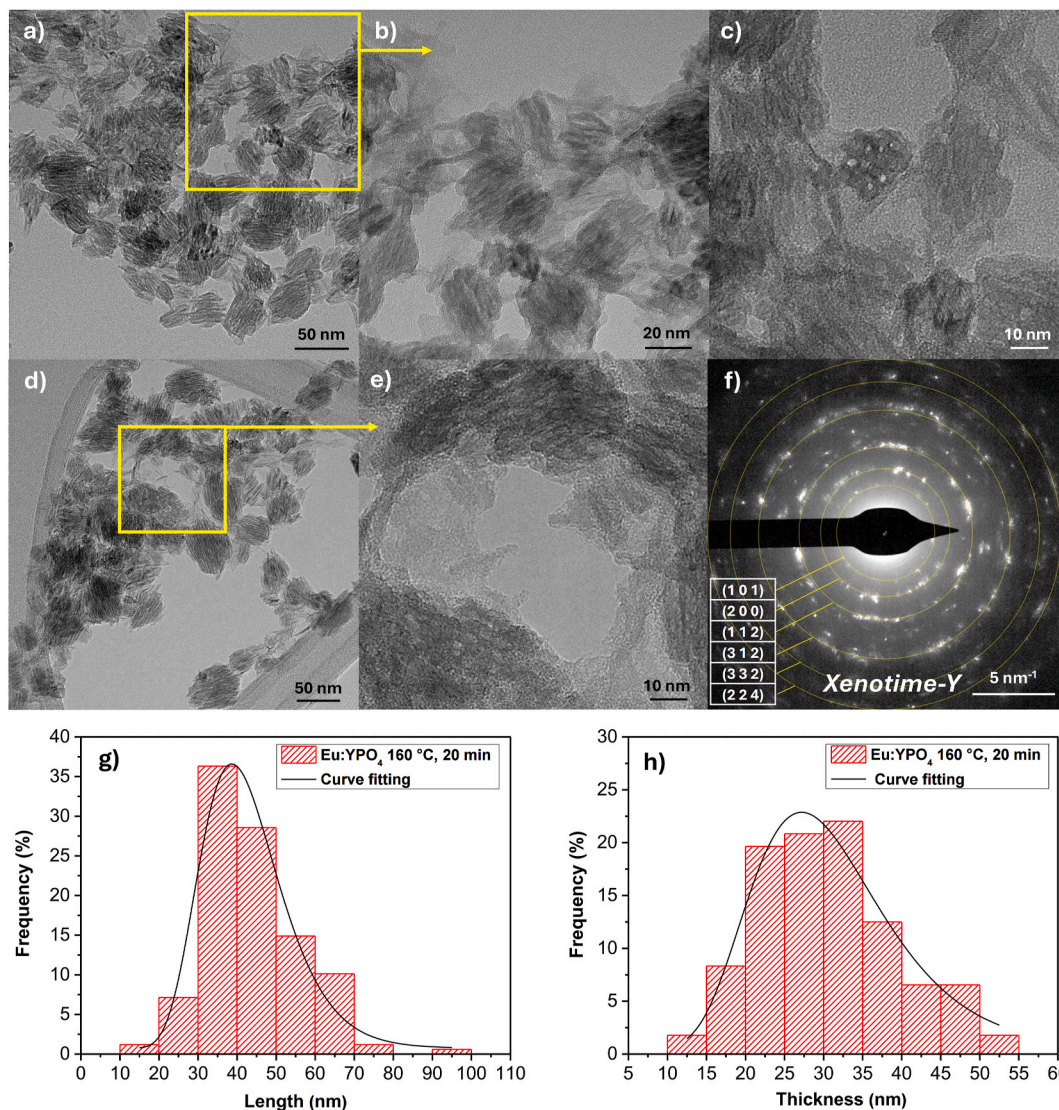 a)
b)
c)
50 nm
20 nm
10 nm
d)
e)
f)
50 nm
10 nm
(1 0 1)
(2 0 0)
(1 1 2)
(3 1 2)
(3 3 2)
(2 2 4)
Xenotime-Y
5 nm⁻¹
g)
Eu:YPO₄ 160 °C, 20 min
Curve fitting
Frequency (%)
40
35
30
25
20
15
10
5
0
0 10 20 30 40 50 60 70 80 90 100 110
Length (nm)
h)
Eu:YPO₄ 160 °C, 20 min
Curve fitting
Frequency (%)
30
25
20
15
10
5
0
5 10 15 20 25 30 35 40 45 50 55
Thickness (nm)